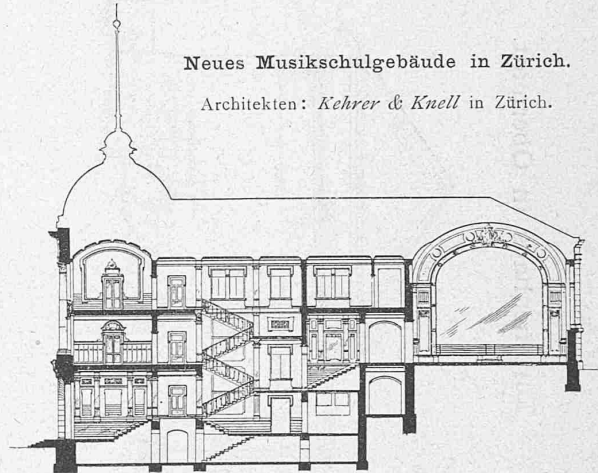 Neues Musikschulgebäude in Zürich.
Architekten: Kehrer & Knell in Zürich.